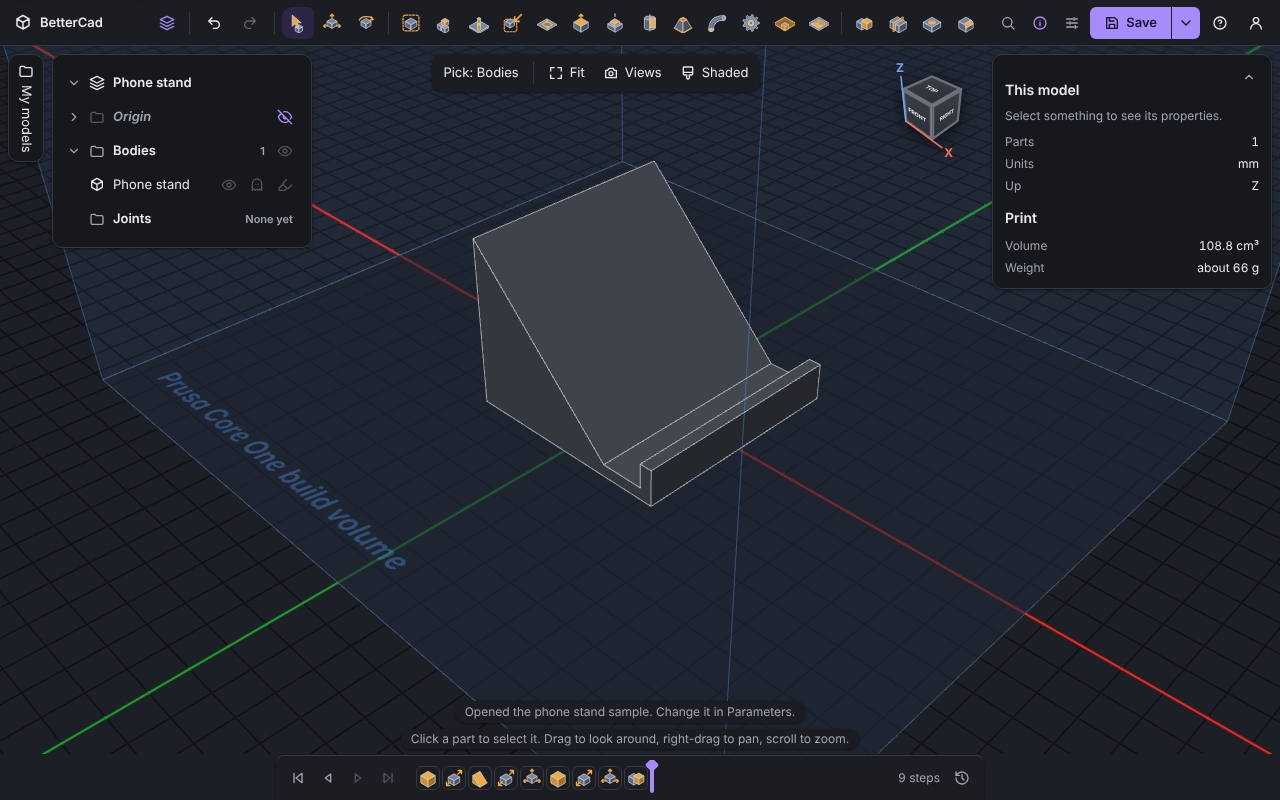 BetterCad
Save
My models
Phone stand
Origin
Bodies
1
Phone stand
Joints
None yet
Pick: Bodies
Fit
Views
Shaded
Z
TOP
FRONT
RIGHT
X
This model
Select something to see its properties.
Parts
1
Units
mm
Up
Z
Print
Volume
108.8 cm³
Weight
about 66 g
Prusa Core One build volume
Opened the phone stand sample. Change it in Parameters.
Click a part to select it. Drag to look around, right-drag to pan, scroll to zoom.
9 steps